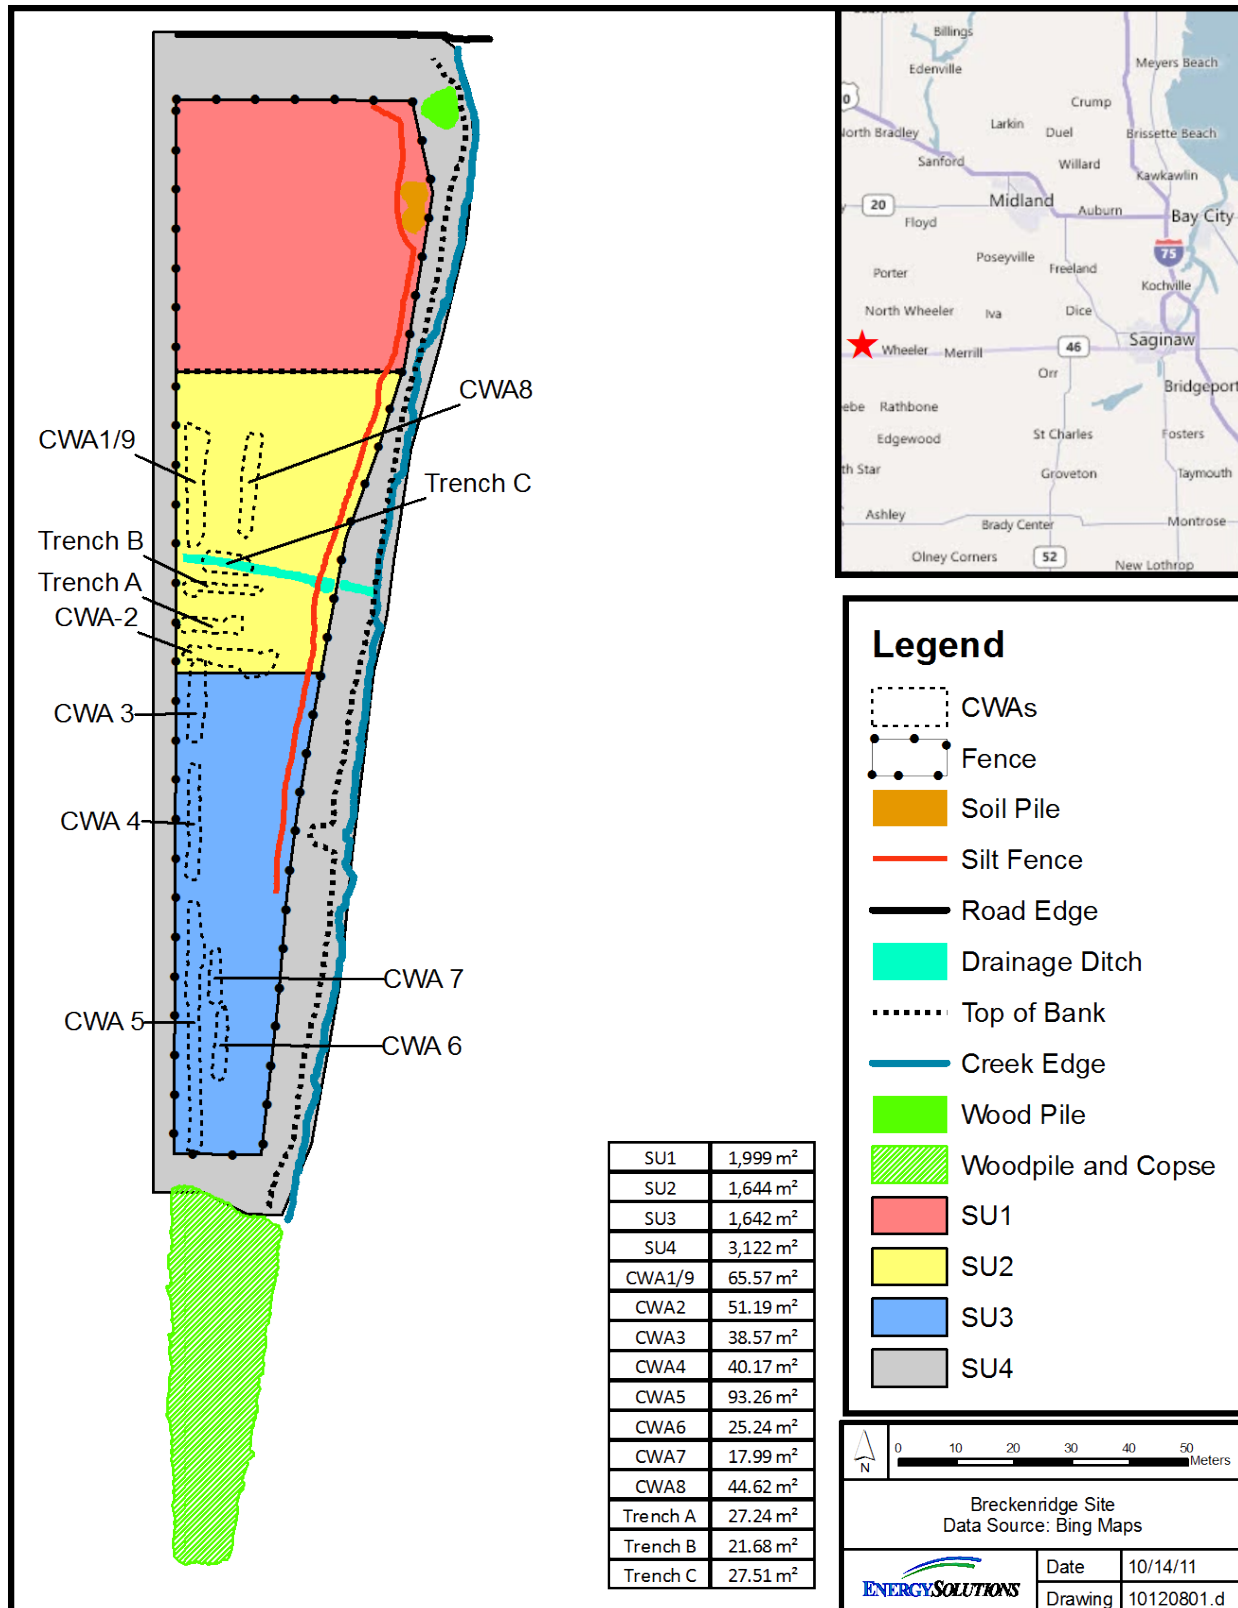 CWA8
CWA1/9
Trench C
Trench B
Trench A
CWA-2
CWA 3
CWA 4
CWA 7
CWA 5
CWA 6
Billings
Edenville
Meyers Beach
Crump
Larkin
Duel
North Bradley
Brissette Beach
Sanford
Willard
Kawkawlin
Midland
20
Auburn
Bay City
Floyd
Poseyville
75
Porter
Freeland
Kochville
North Wheeler
Iva
Dice
Wheeler
Merrill
46
Saginaw
Orr
Bridgeport
Rathbone
Edgewood
St Charles
Fosters
th Star
Groveton
Taymouth
Ashley
Brady Center
Montrose
Olney Corners
52
New Lothrop
Legend
CWAs
Fence
Soil Pile
Silt Fence
Road Edge
Drainage Ditch
Top of Bank
Creek Edge
Wood Pile
Woodpile and Copse
SU1
SU2
SU3
SU4
SU1 1,999 m²
SU2 1,644 m²
SU3 1,642 m²
SU4 3,122 m²
CWA1/9 65.57 m²
CWA2 51.19 m²
CWA3 38.57 m²
CWA4 40.17 m²
CWA5 93.26 m²
CWA6 25.24 m²
CWA7 17.99 m²
CWA8 44.62 m²
Trench A 27.24 m²
Trench B 21.68 m²
Trench C 27.51 m²
N
0 10 20 30 40 50
Meters
Breckenridge Site
Data Source: Bing Maps
ENERGYSOLUTIONS
Date 10/14/11
Drawing 10120801.d